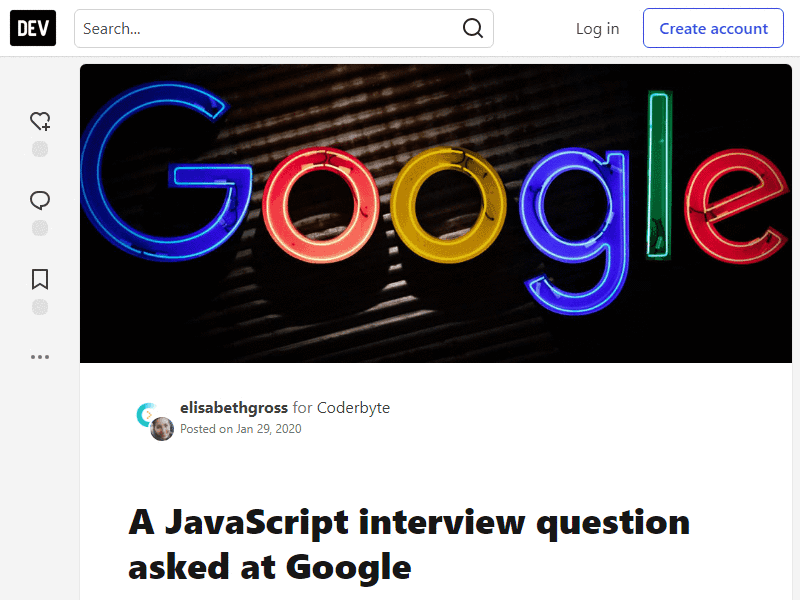 DEV
Search...
Log in
Create account
Google
elisabethgross for Coderbyte
Posted on Jan 29, 2020
A JavaScript interview question
asked at Google